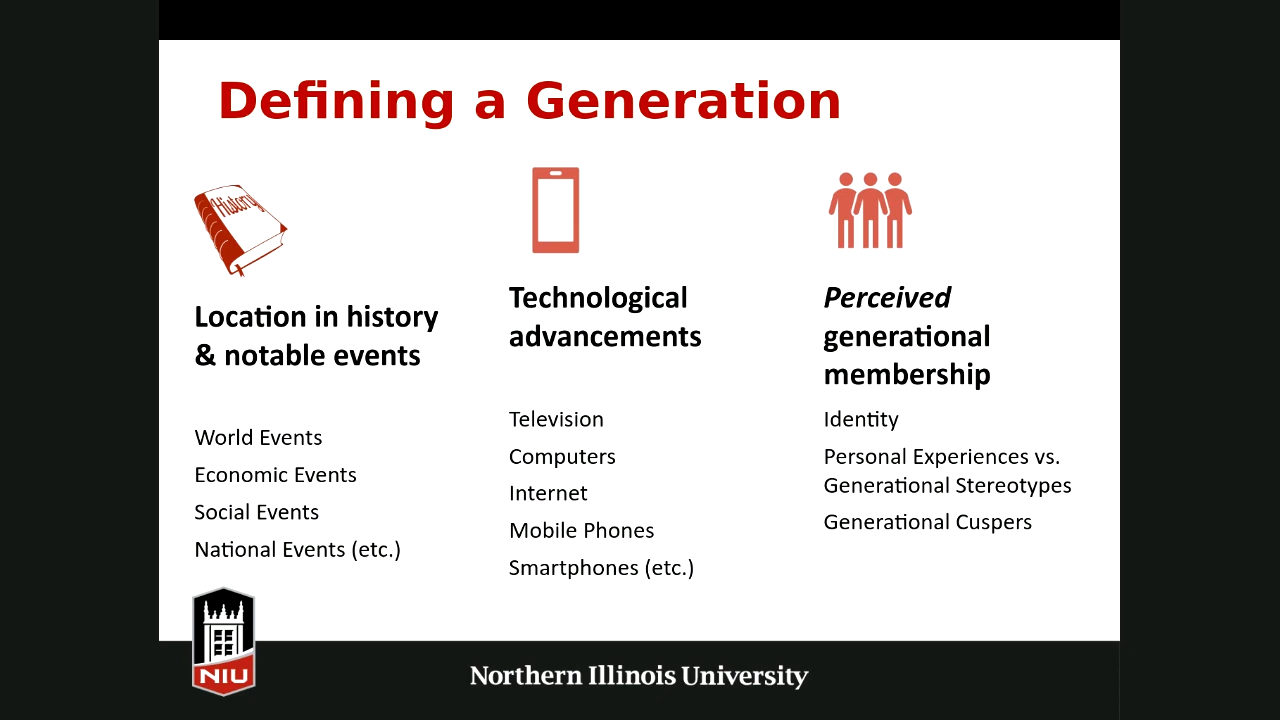 Defining a Generation
History
Location in history
& notable events
World Events
Economic Events
Social Events
National Events (etc.)
Technological
advancements
Television
Computers
Internet
Mobile Phones
Smartphones (etc.)
Perceived
generational
membership
Identity
Personal Experiences vs.
Generational Stereotypes
Generational Cuspers
NIU
Northern Illinois University